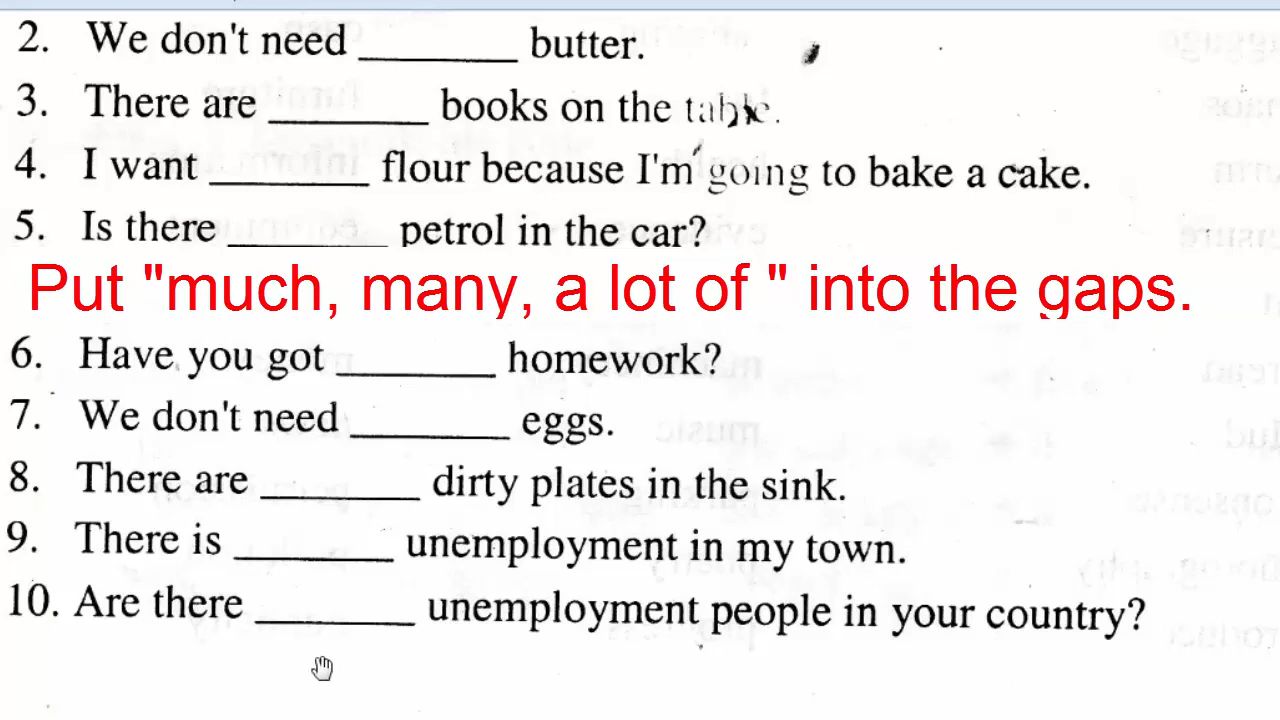 2. We don't need ________ butter.
3. There are ________ books on the table.
4. I want ________ flour because I'm going to bake a cake.
5. Is there ________ petrol in the car?
Put "much, many, a lot of " into the gaps.
6. Have you got ________ homework?
7. We don't need ________ eggs.
8. There are ________ dirty plates in the sink.
9. There is ________ unemployment in my town.
10. Are there ________ unemployment people in your country?